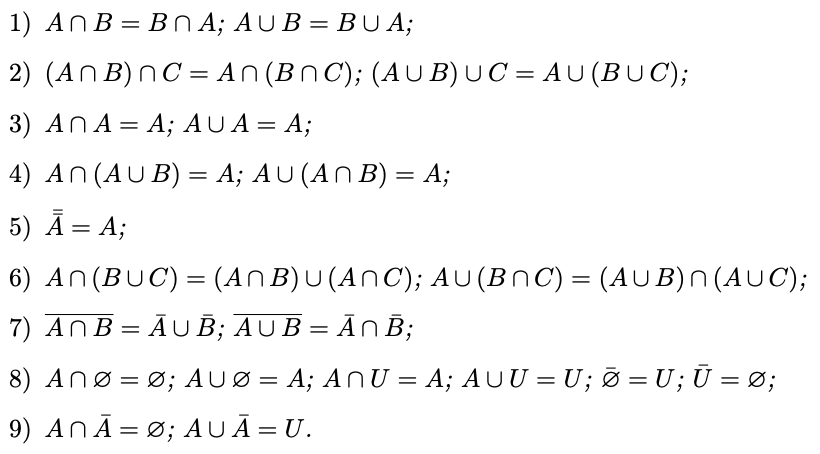 1) A ∩ B = B ∩ A; A ∪ B = B ∪ A;
2) (A ∩ B) ∩ C = A ∩ (B ∩ C); (A ∪ B) ∪ C = A ∪ (B ∪ C);
3) A ∩ A = A; A ∪ A = A;
4) A ∩ (A ∪ B) = A; A ∪ (A ∩ B) = A;
5) A̿ = A;
6) A ∩ (B ∪ C) = (A ∩ B) ∪ (A ∩ C); A ∪ (B ∩ C) = (A ∪ B) ∩ (A ∪ C);
7) \overline{A ∩ B} = Ā ∪ B̄; \overline{A ∪ B} = Ā ∩ B̄;
8) A ∩ ∅ = ∅; A ∪ ∅ = A; A ∩ U = A; A ∪ U = U; ∅̄ = U; Ū = ∅;
9) A ∩ Ā = ∅; A ∪ Ā = U.